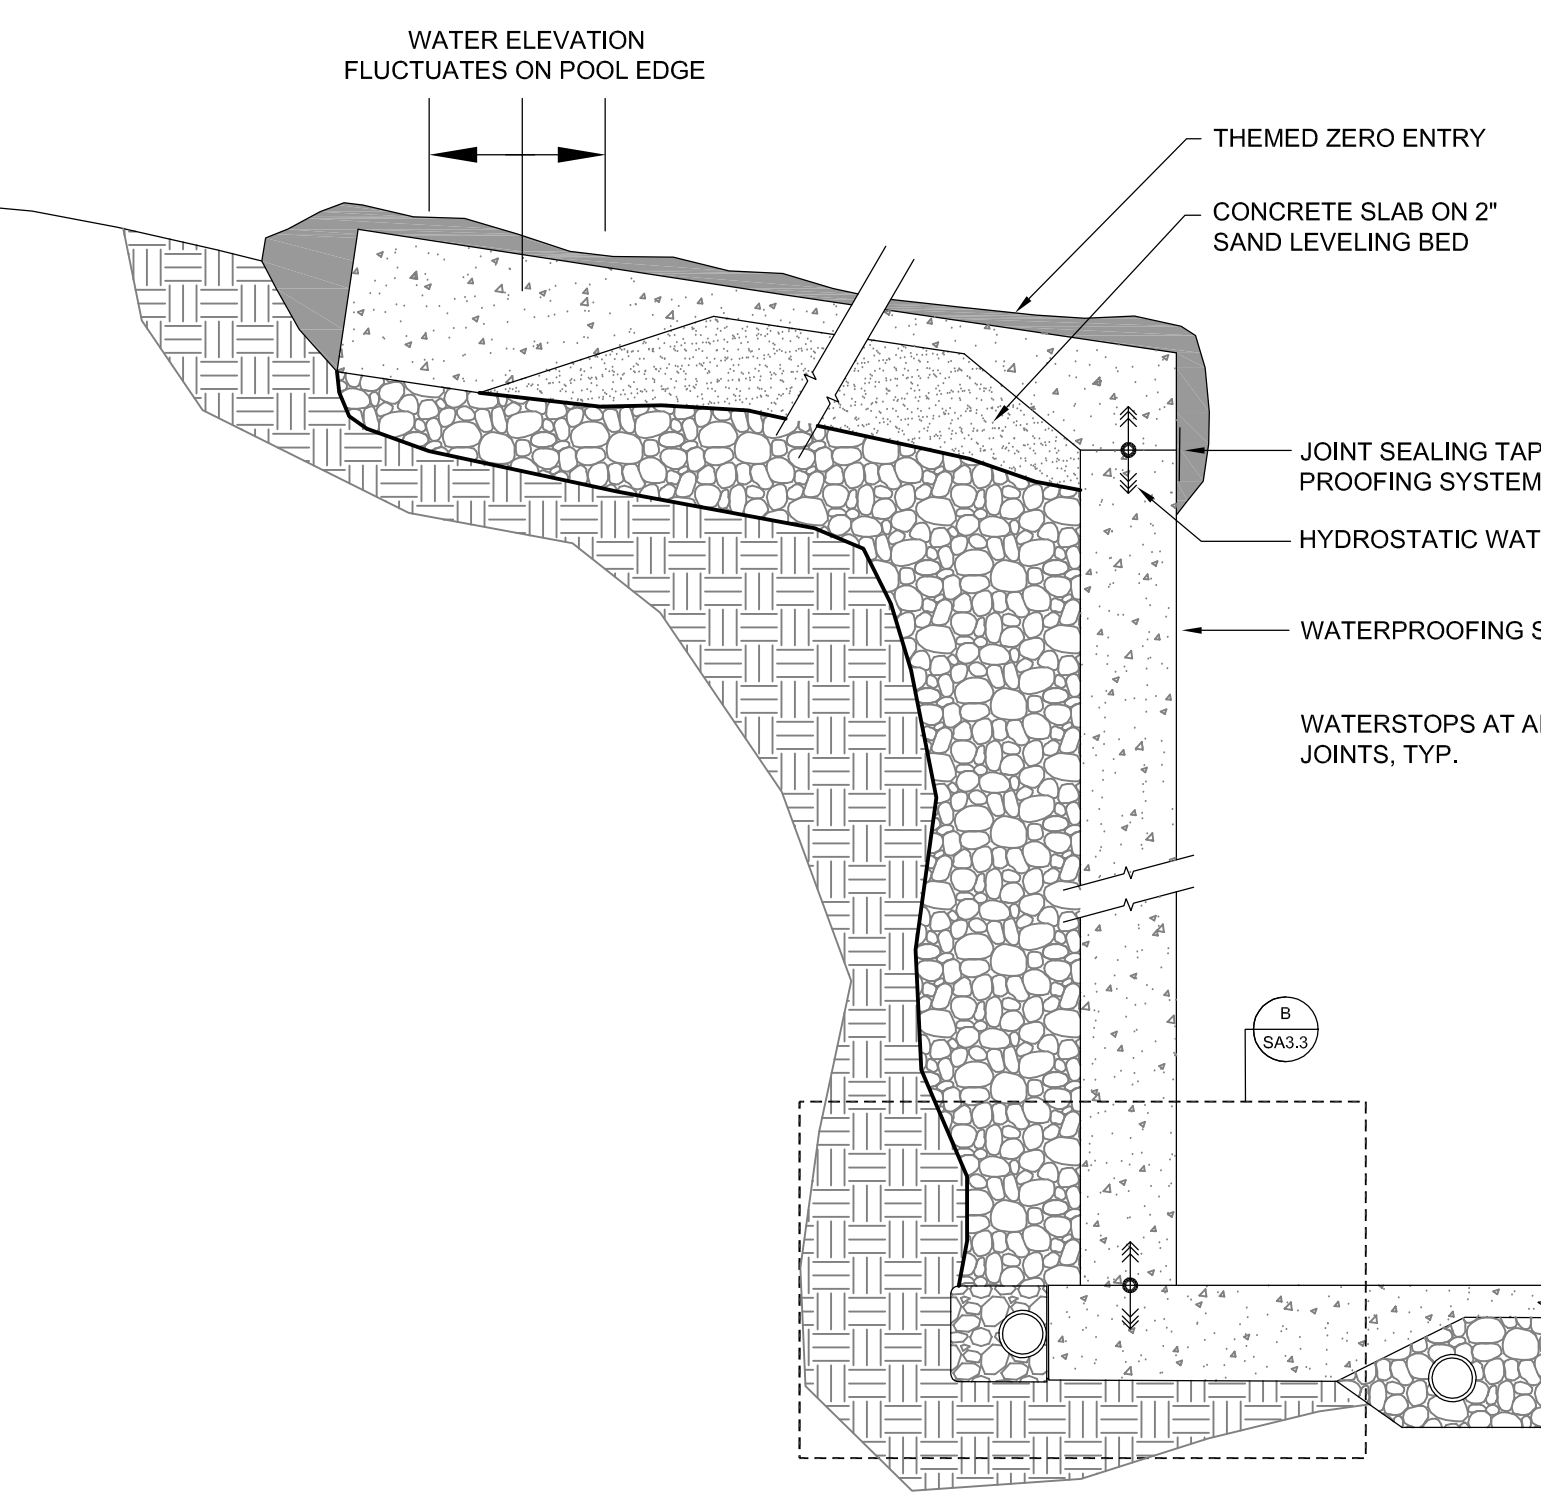 WATER ELEVATION
FLUCTUATES ON POOL EDGE
THEMED ZERO ENTRY
CONCRETE SLAB ON 2"
SAND LEVELING BED
JOINT SEALING TAP
PROOFING SYSTEM
HYDROSTATIC WAT
WATERPROOFING S
WATERSTOPS AT A
JOINTS, TYP.
B
SA3.3